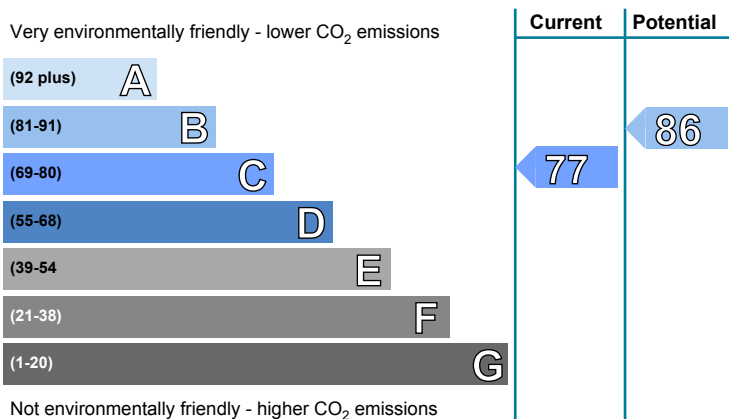 Very environmentally friendly - lower CO₂ emissions
Current
Potential
(92 plus) A
(81-91) B
86
(69-80) C
77
(55-68) D
(39-54 E
(21-38) F
(1-20) G
Not environmentally friendly - higher CO₂ emissions